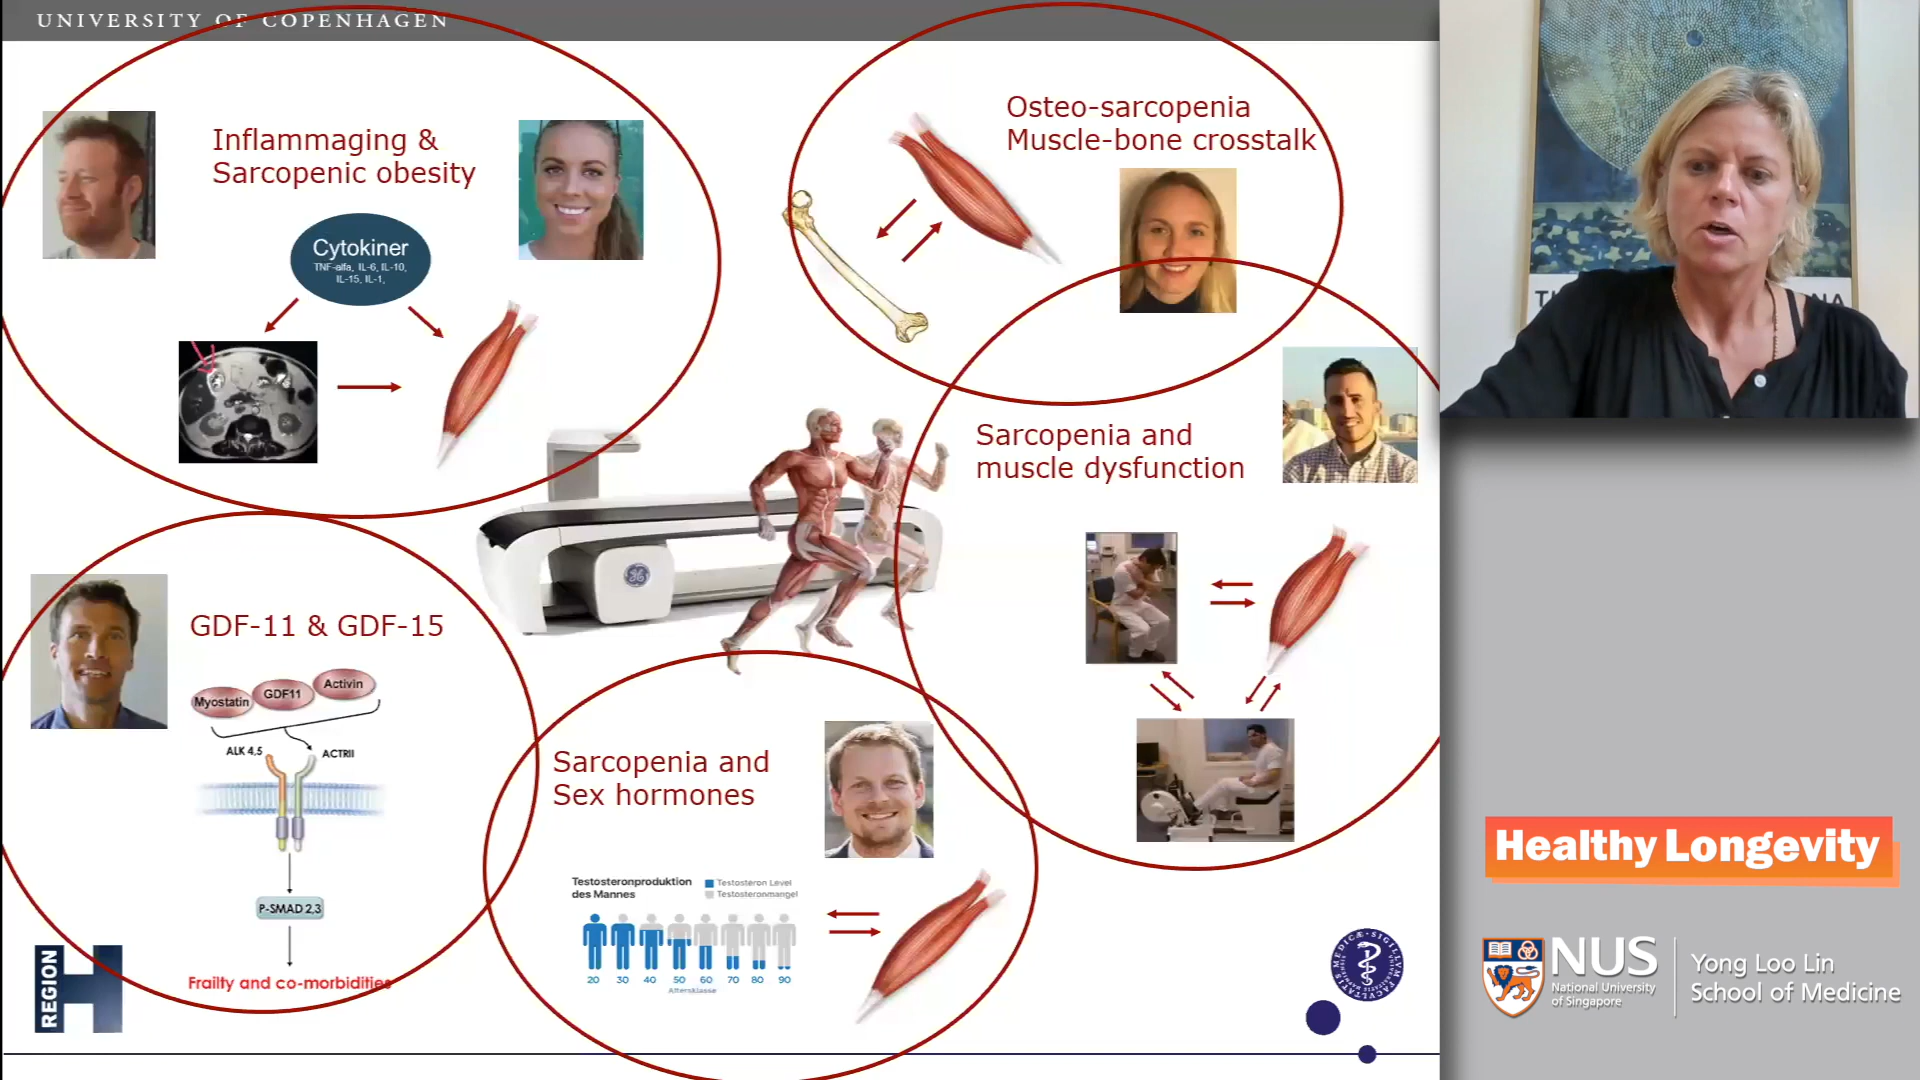 UNIVERSITY OF COPENHAGEN
Inflammaging &
Sarcopenic obesity
Cytokiner
TNF-alfa, IL-6, IL-10,
IL-15, IL-1,
Osteo-sarcopenia
Muscle-bone crosstalk
Sarcopenia and
muscle dysfunction
GDF-11 & GDF-15
Myostatin
GDF11
Activin
ALK 4,5
ACTRII
P-SMAD 2,3
Frailty and co-morbidities
Sarcopenia and
Sex hormones
Testosteronproduktion
des Mannes
Testosteron Level
Testosteronmangel
20 30 40 50 60 70 80 90
Altersklasse
REGION H
Healthy Longevity
NUS
National University
of Singapore
Yong Loo Lin
School of Medicine